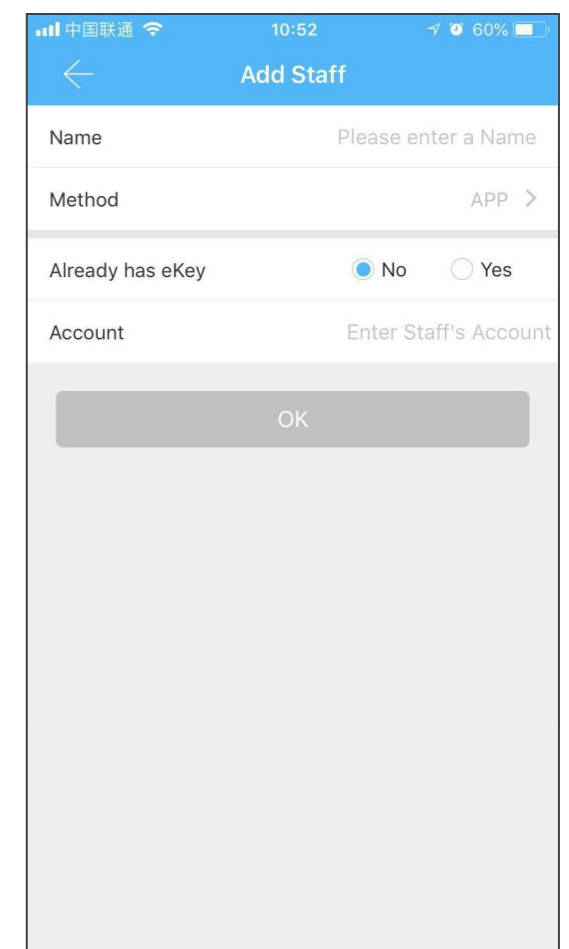 中国联通 10:52 60%
Add Staff
Name Please enter a Name
Method APP
Already has eKey No Yes
Account Enter Staff's Account
OK